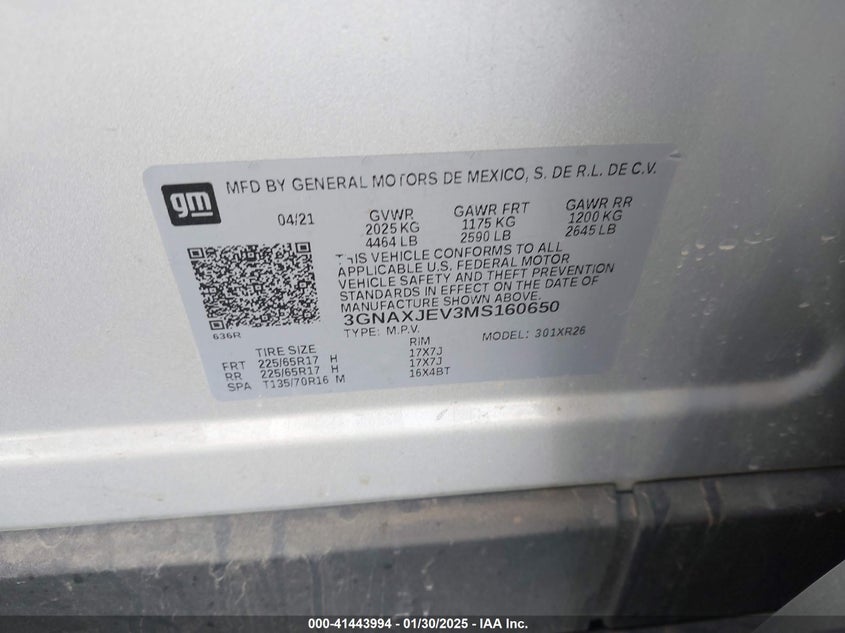 gm
MFD BY GENERAL MOTORS DE MEXICO, S. DE R.L. DE C.V.
04/21 GVWR GAWR FRT GAWR RR
2025 KG 1175 KG 1200 KG
4464 LB 2590 LB 2645 LB
THIS VEHICLE CONFORMS TO ALL
APPLICABLE U.S. FEDERAL MOTOR
VEHICLE SAFETY AND THEFT PREVENTION
STANDARDS IN EFFECT ON THE DATE OF
MANUFACTURE SHOWN ABOVE.
3GNAXJEV3MS160650
636R
TYPE: M.P.V. MODEL: 301XR26
TIRE SIZE RIM
FRT 225/65R17 H 17X7J
RR 225/65R17 H 17X7J
SPA T135/70R16 M 16X4BT
000-41443994 - 01/30/2025 - IAA Inc.